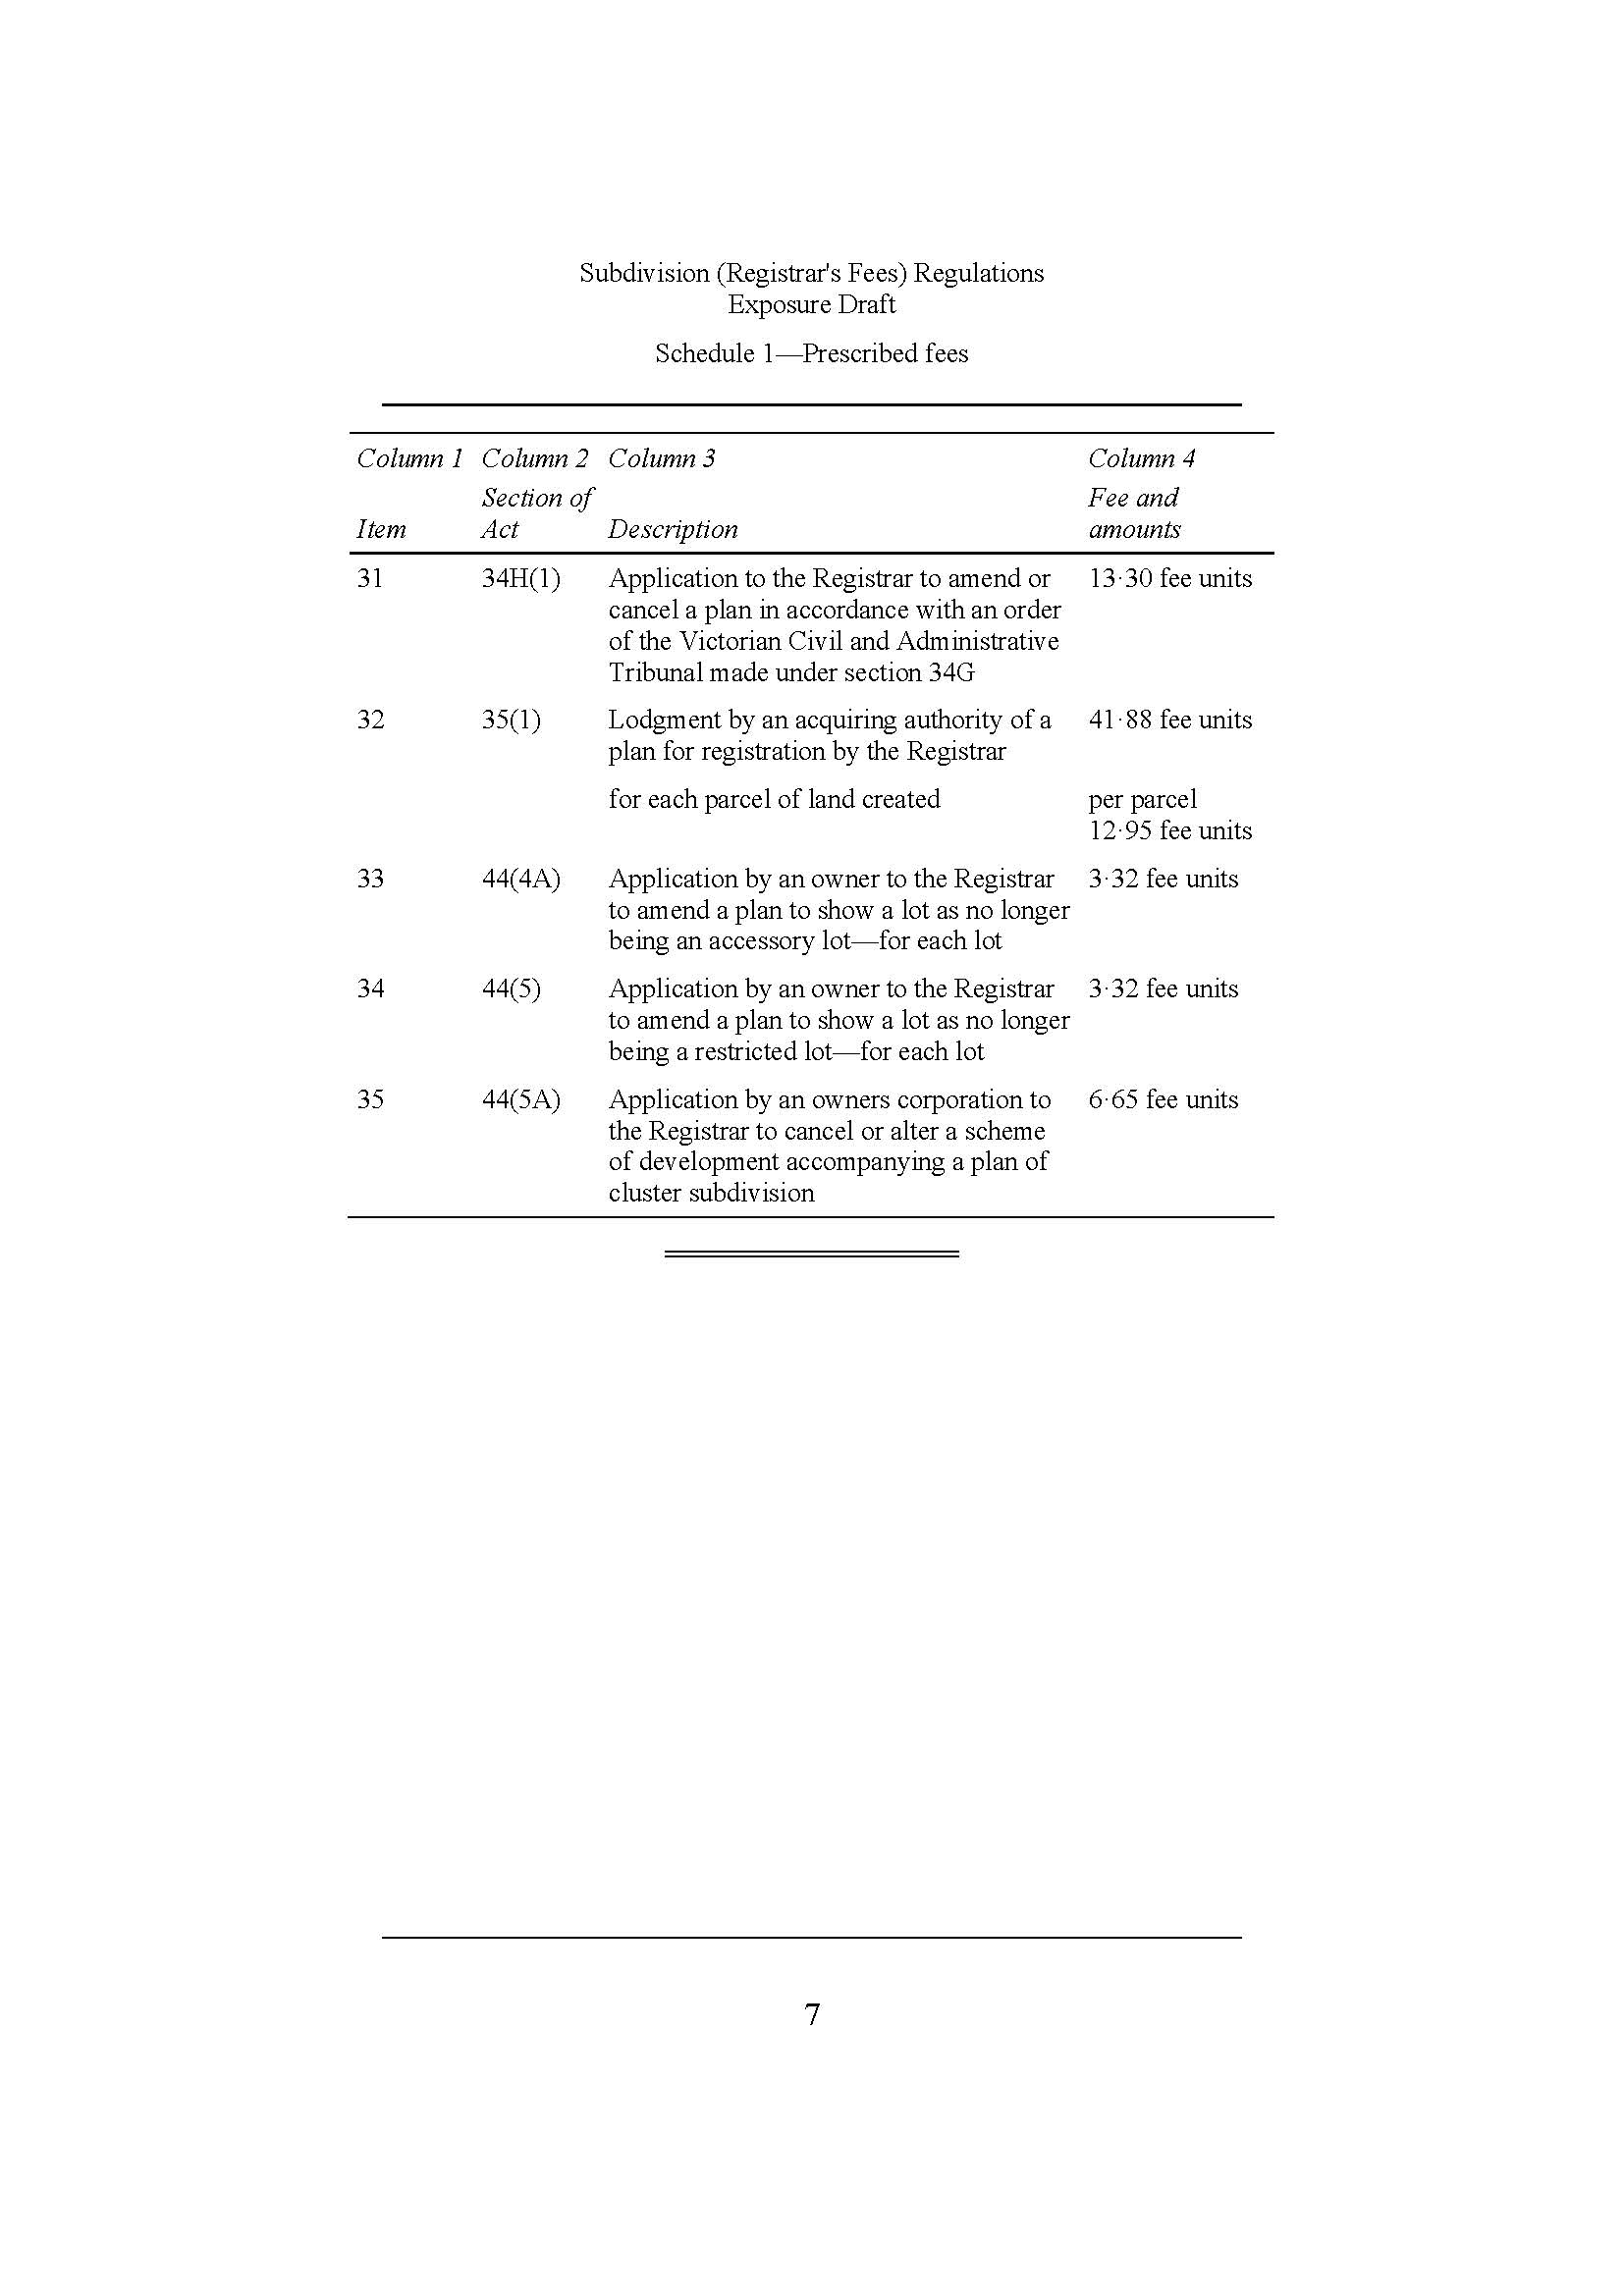 Subdivision (Registrar's Fees) Regulations
Exposure Draft
Schedule 1—Prescribed fees
Column 1 Column 2 Column 3 Column 4
Section of Fee and
Item Act Description amounts
31 34H(1) Application to the Registrar to amend or 13·30 fee units
cancel a plan in accordance with an order
of the Victorian Civil and Administrative
Tribunal made under section 34G
32 35(1) Lodgment by an acquiring authority of a 41·88 fee units
plan for registration by the Registrar
for each parcel of land created per parcel
12·95 fee units
33 44(4A) Application by an owner to the Registrar 3·32 fee units
to amend a plan to show a lot as no longer
being an accessory lot—for each lot
34 44(5) Application by an owner to the Registrar 3·32 fee units
to amend a plan to show a lot as no longer
being a restricted lot—for each lot
35 44(5A) Application by an owners corporation to 6·65 fee units
the Registrar to cancel or alter a scheme
of development accompanying a plan of
cluster subdivision
7